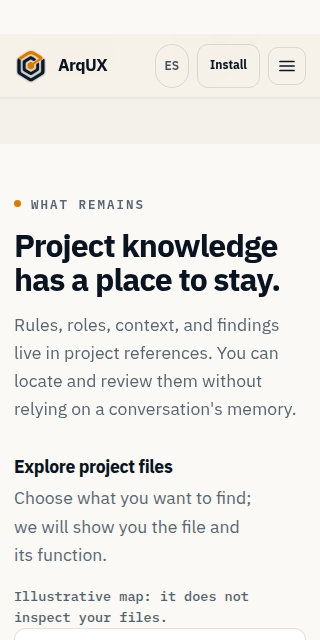 ArqUX
ES
Install
WHAT REMAINS
Project knowledge
has a place to stay.
Rules, roles, context, and findings
live in project references. You can
locate and review them without
relying on a conversation's memory.
Explore project files
Choose what you want to find;
we will show you the file and
its function.
Illustrative map: it does not
inspect your files.